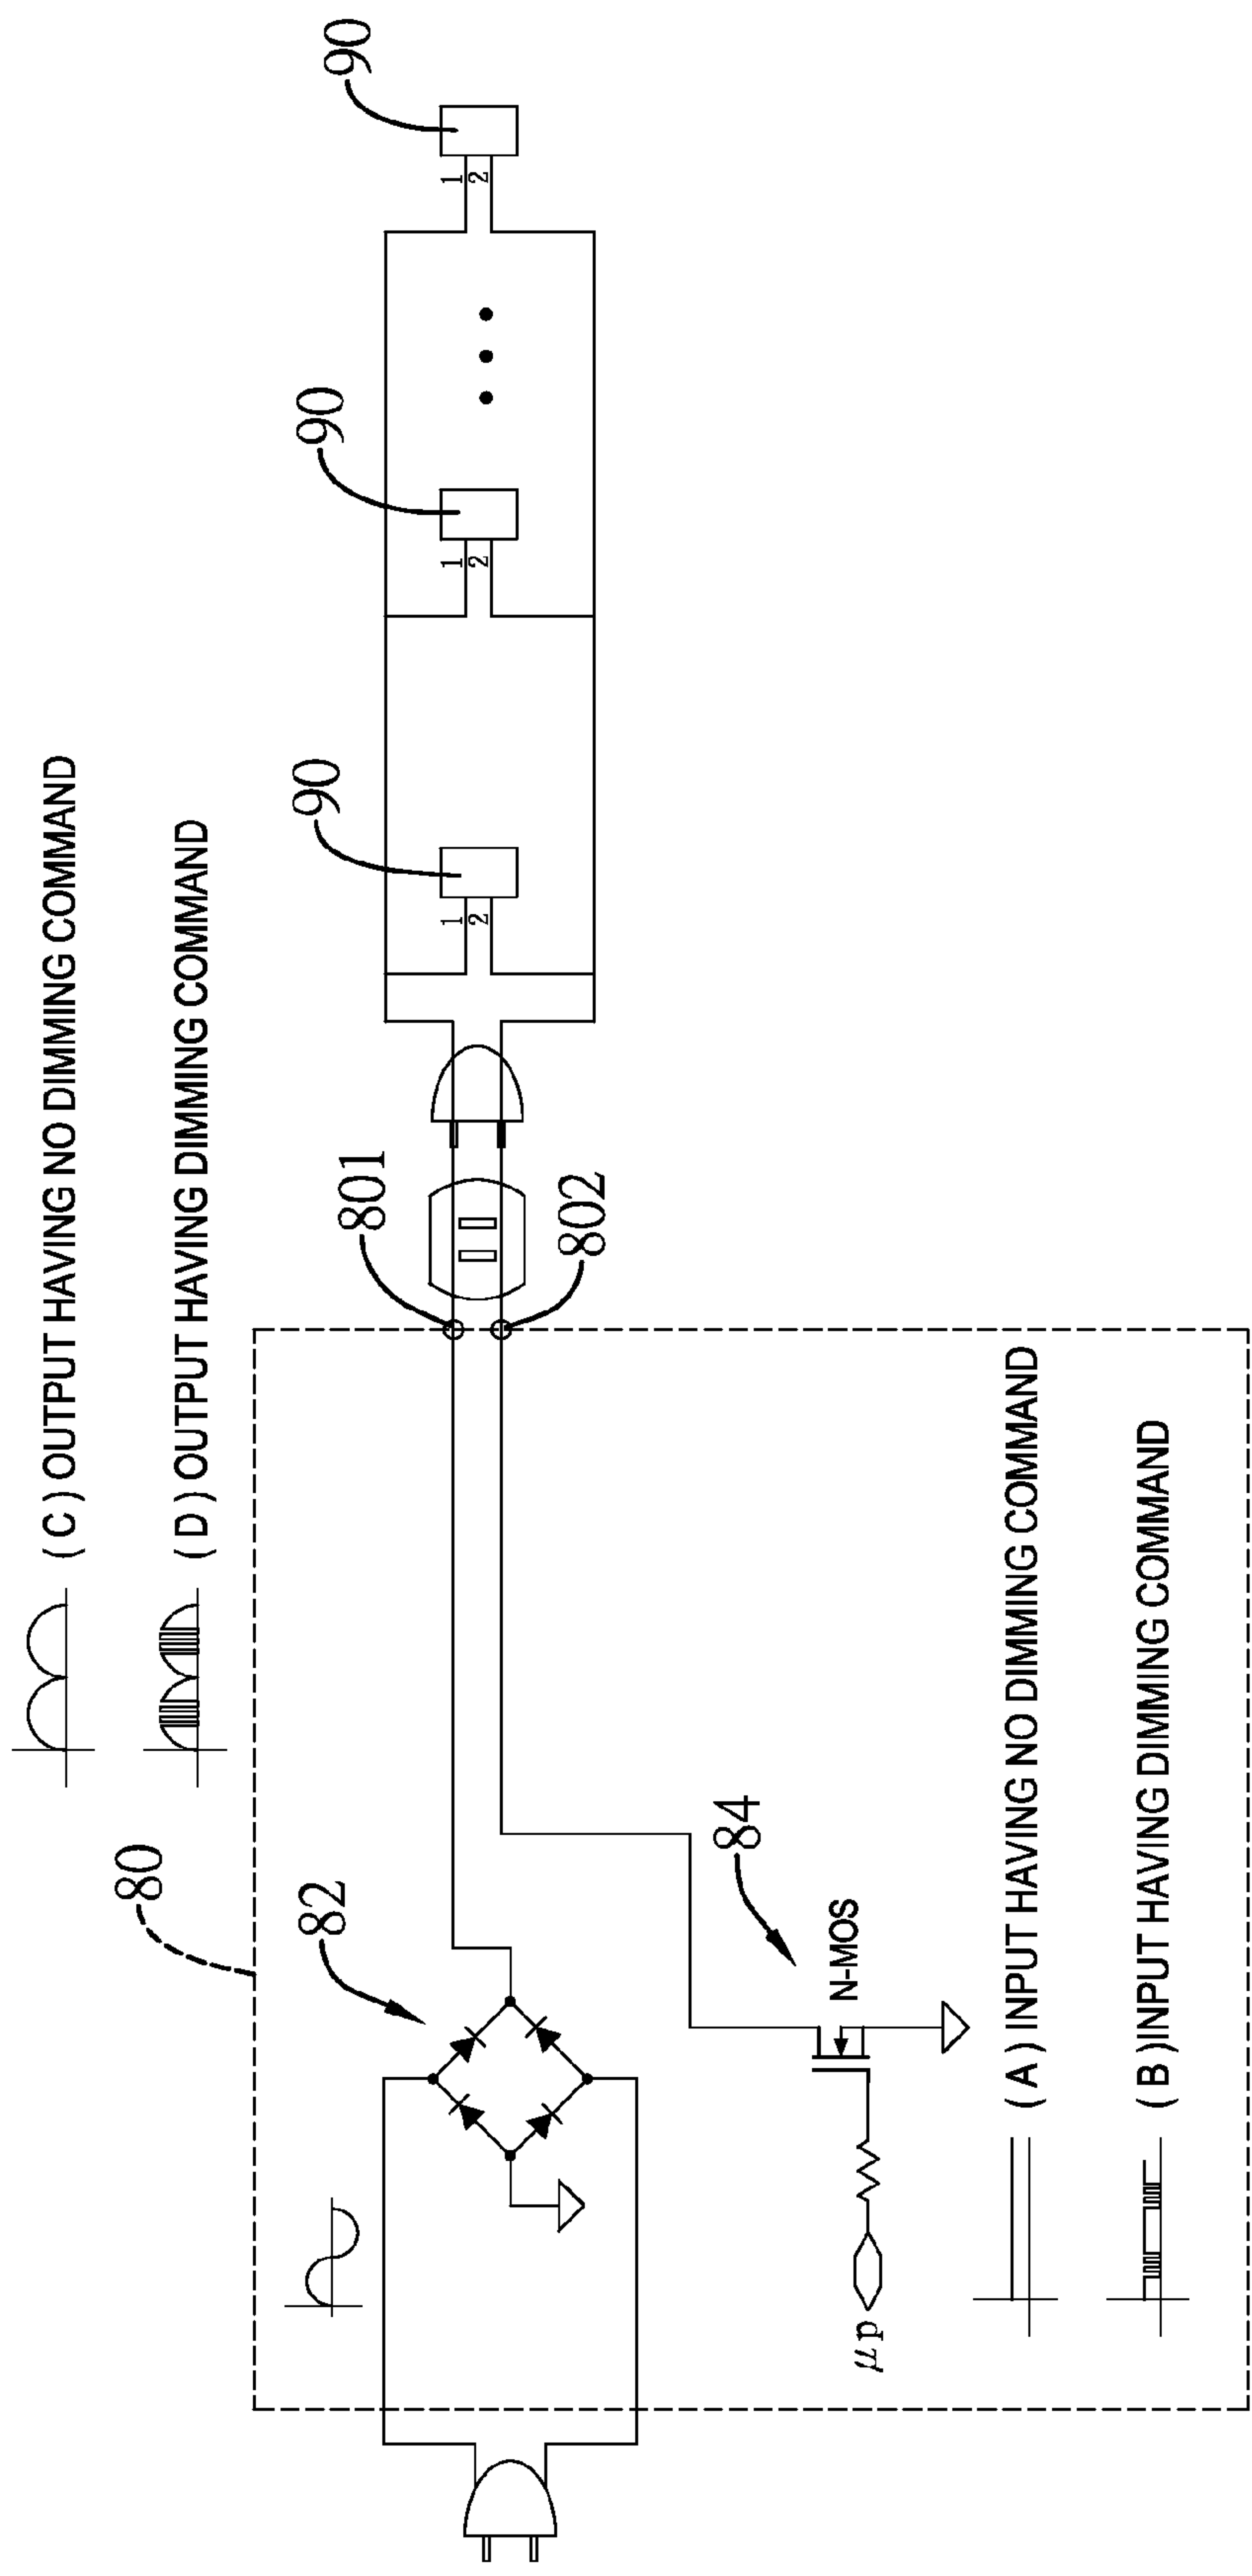 ( C ) OUTPUT HAVING NO DIMMING COMMAND
( D ) OUTPUT HAVING DIMMING COMMAND
80
82
801
802
90
90
90
1
2
1
2
1
2
84
N-MOS
μp
( A ) INPUT HAVING NO DIMMING COMMAND
( B )INPUT HAVING DIMMING COMMAND